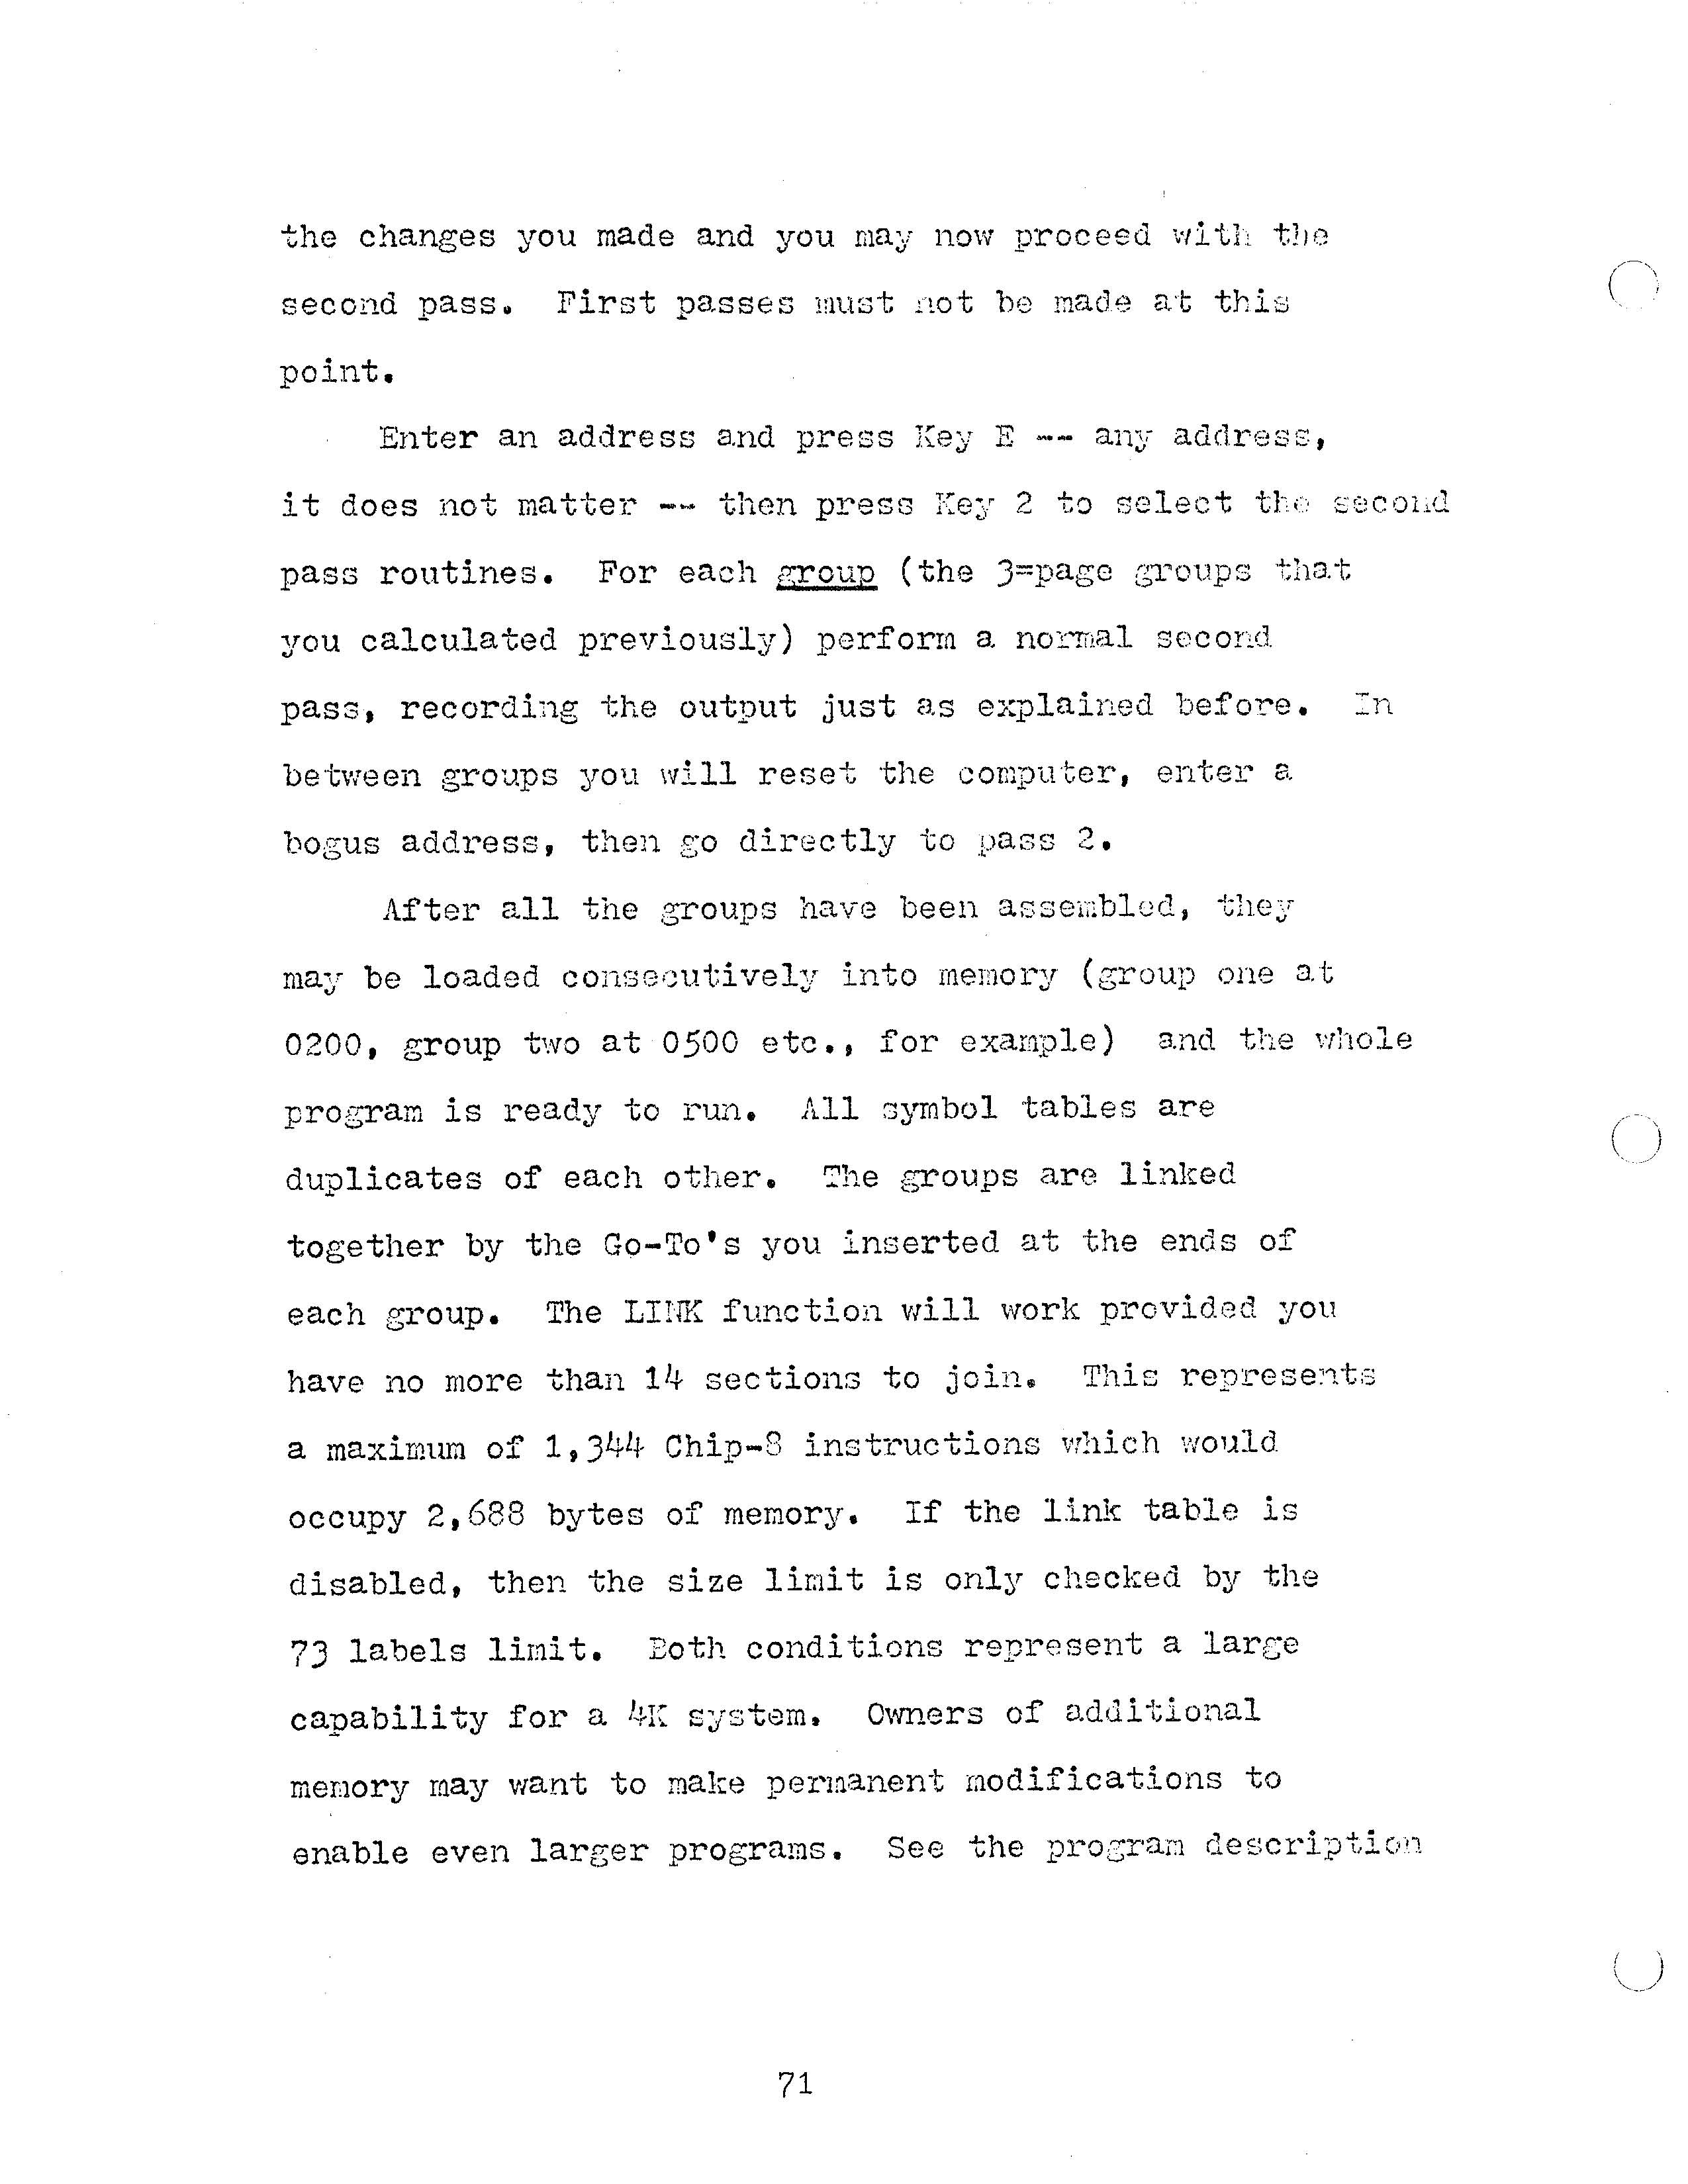 the changes you made and you may now proceed with the
second pass.  First passes must not be made at this
point.
Enter an address and press Key E -- any address,
it does not matter -- then press Key 2 to select the second
pass routines.  For each group (the 3=page groups that
you calculated previously) perform a normal second
pass, recording the output just as explained before.  In
between groups you will reset the computer, enter a
bogus address, then go directly to pass 2.
After all the groups have been assembled, they
may be loaded consecutively into memory (group one at
0200, group two at 0500 etc., for example)  and the whole
program is ready to run.  All symbol tables are
duplicates of each other.  The groups are linked
together by the Go-To's you inserted at the ends of
each group.  The LINK function will work provided you
have no more than 14 sections to join.  This represents
a maximum of 1,344 Chip-8 instructions which would
occupy 2,688 bytes of memory.  If the link table is
disabled, then the size limit is only checked by the
73 labels limit.  Both conditions represent a large
capability for a 4K system.  Owners of additional
memory may want to make permanent modifications to
enable even larger programs.  See the program description
71